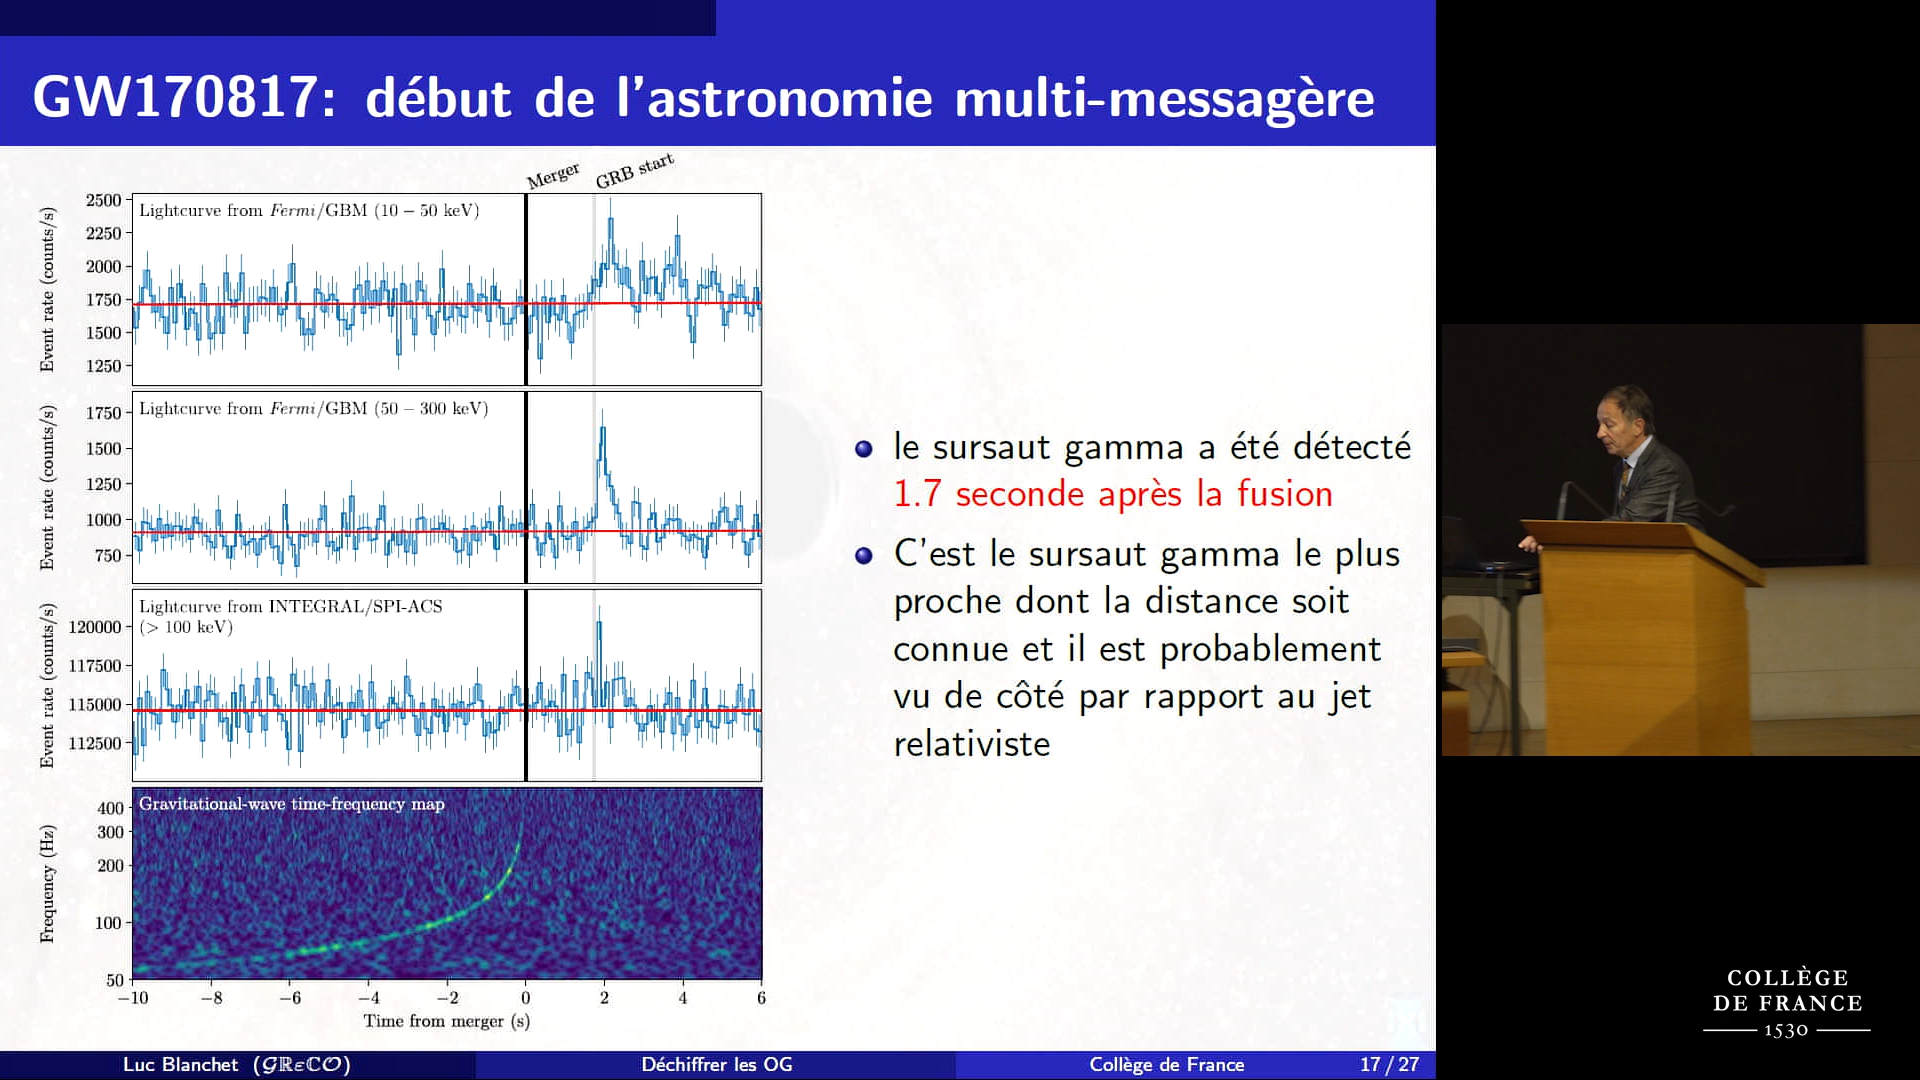 GW170817: début de l'astronomie multi-messagère
Merger
GRB start
Lightcurve from Fermi/GBM (10 – 50 keV)
Event rate (counts/s)
2500
2250
2000
1750
1500
1250
Lightcurve from Fermi/GBM (50 – 300 keV)
Event rate (counts/s)
1750
1500
1250
1000
750
Lightcurve from INTEGRAL/SPI-ACS
(> 100 keV)
Event rate (counts/s)
120000
117500
115000
112500
Gravitational-wave time-frequency map
Frequency (Hz)
400
300
200
100
50
−10 −8 −6 −4 −2 0 2 4 6
Time from merger (s)
le sursaut gamma a été détecté
1.7 seconde après la fusion
C'est le sursaut gamma le plus
proche dont la distance soit
connue et il est probablement
vu de côté par rapport au jet
relativiste
Luc Blanchet (GRεCO)
Déchiffrer les OG
Collège de France
17 / 27
COLLÈGE
DE FRANCE
1530